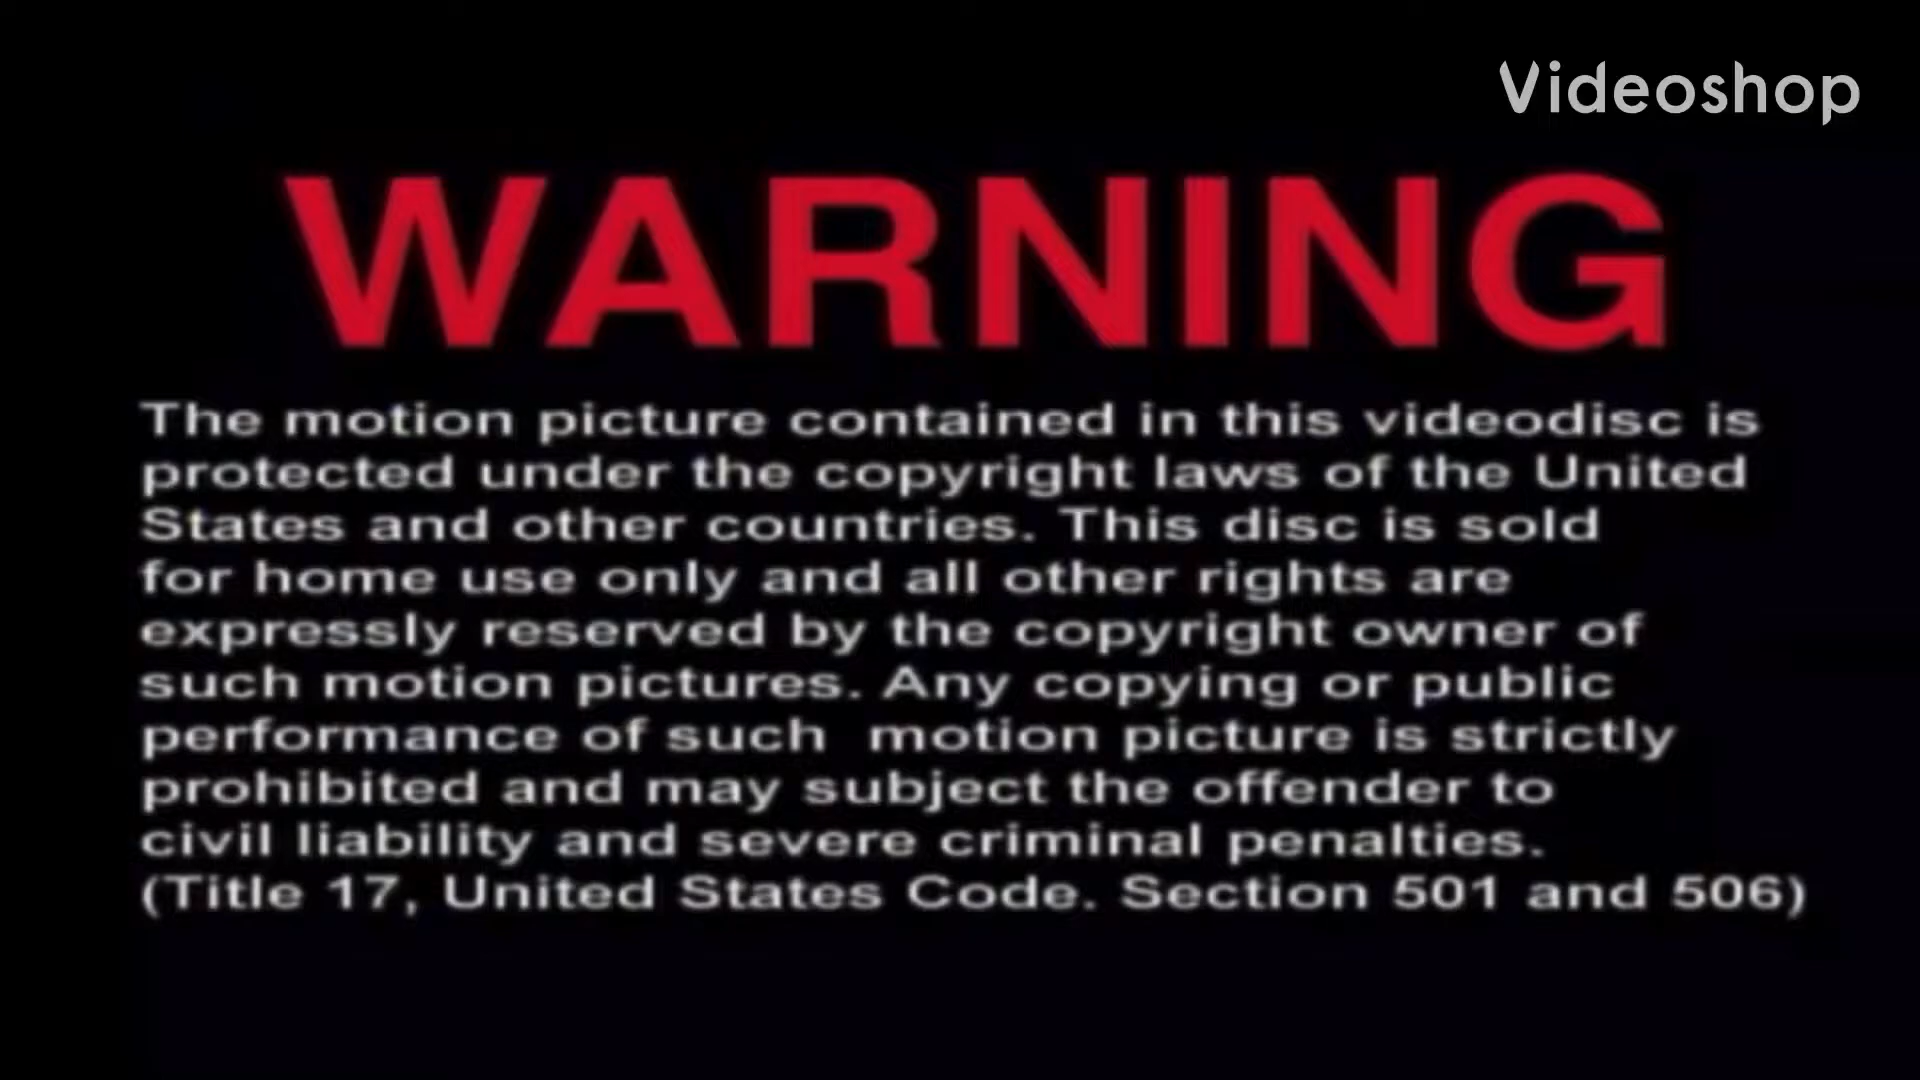 Videoshop
WARNING
The motion picture contained in this videodisc is
protected under the copyright laws of the United
States and other countries. This disc is sold
for home use only and all other rights are
expressly reserved by the copyright owner of
such motion pictures. Any copying or public
performance of such  motion picture is strictly
prohibited and may subject the offender to
civil liability and severe criminal penalties.
(Title 17, United States Code. Section 501 and 506)